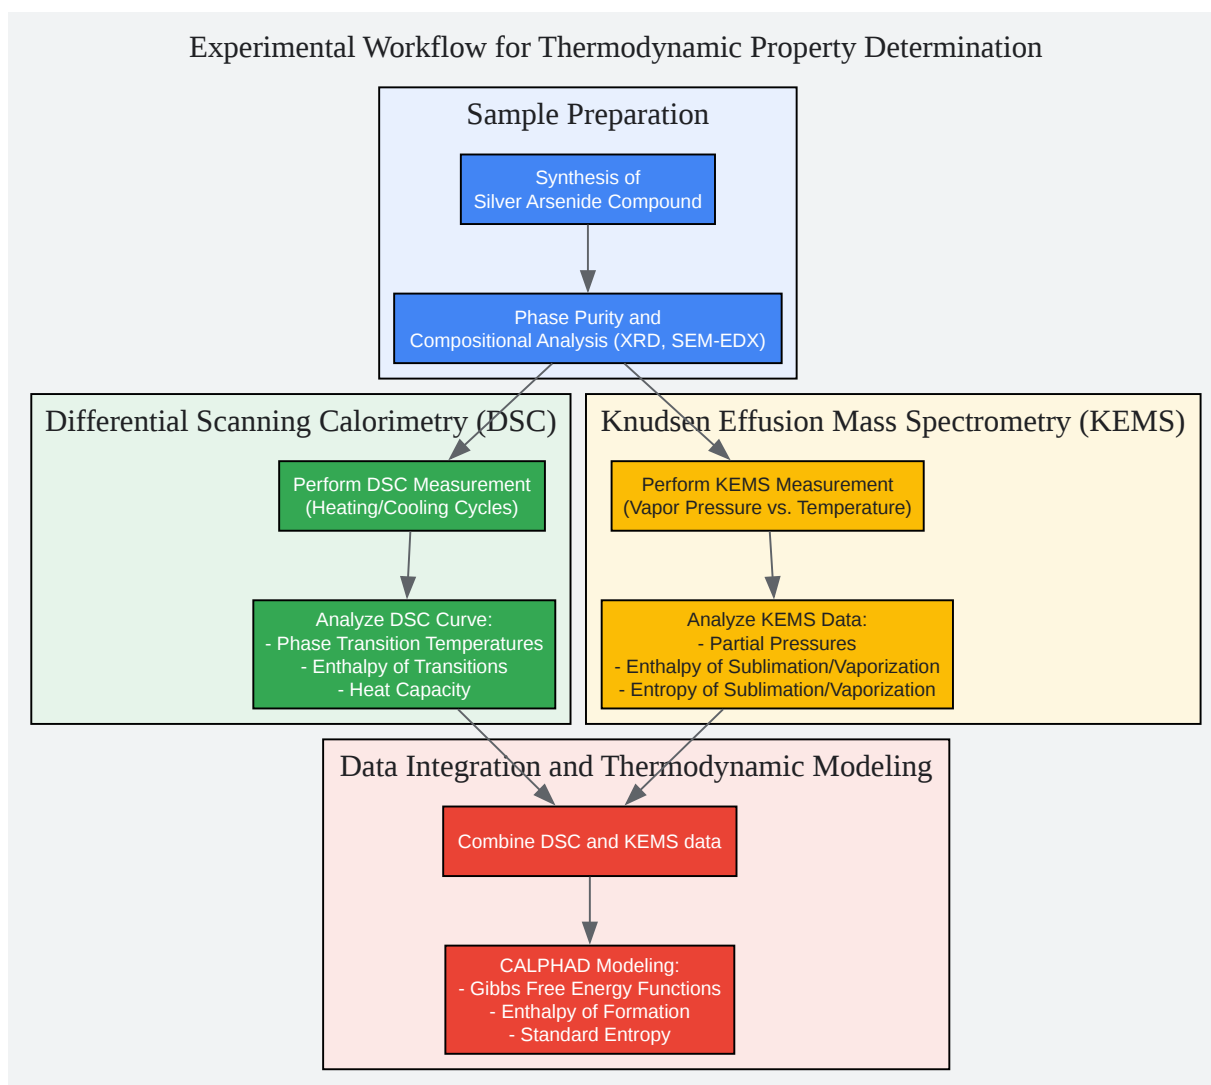 Experimental Workflow for Thermodynamic Property Determination
Sample Preparation
Synthesis of
Silver Arsenide Compound
Phase Purity and
Compositional Analysis (XRD, SEM-EDX)
Differential Scanning Calorimetry (DSC)
Perform DSC Measurement
(Heating/Cooling Cycles)
Analyze DSC Curve:
- Phase Transition Temperatures
- Enthalpy of Transitions
- Heat Capacity
Knudsen Effusion Mass Spectrometry (KEMS)
Perform KEMS Measurement
(Vapor Pressure vs. Temperature)
Analyze KEMS Data:
- Partial Pressures
- Enthalpy of Sublimation/Vaporization
- Entropy of Sublimation/Vaporization
Data Integration and Thermodynamic Modeling
Combine DSC and KEMS data
CALPHAD Modeling:
- Gibbs Free Energy Functions
- Enthalpy of Formation
- Standard Entropy